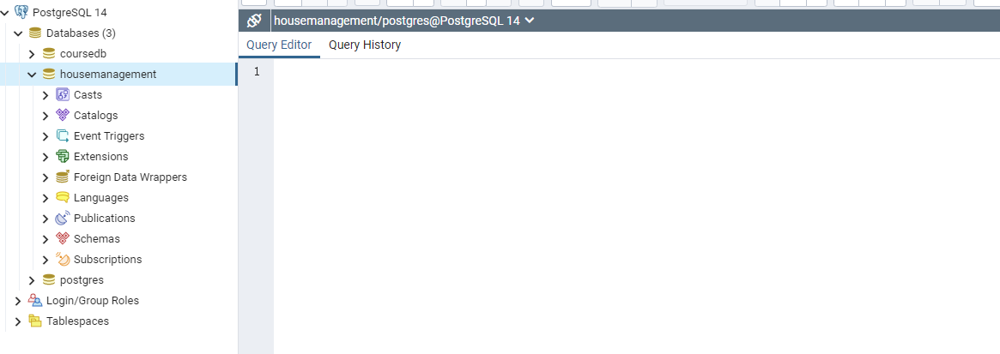 PostgreSQL 14
Databases (3)
coursedb
housemanagement
Casts
Catalogs
Event Triggers
Extensions
Foreign Data Wrappers
Languages
Publications
Schemas
Subscriptions
postgres
Login/Group Roles
Tablespaces
housemanagement/postgres@PostgreSQL 14
Query Editor Query History
1